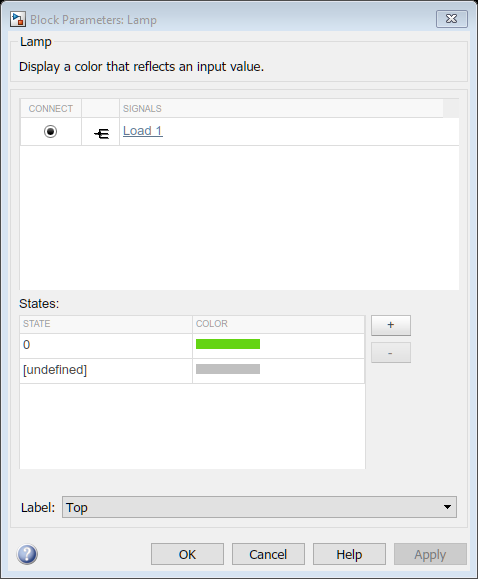 Block Parameters: Lamp
Lamp
Display a color that reflects an input value.
CONNECT SIGNALS
Load 1
States:
STATE COLOR
0
[undefined]
+
-
Label: Top
? OK Cancel Help Apply